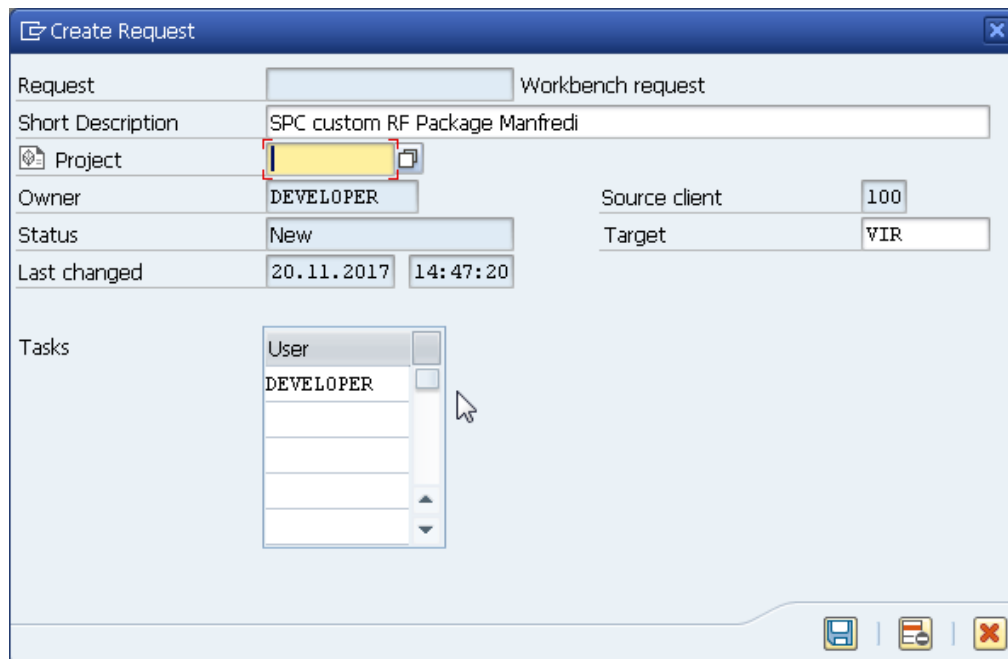 Create Request
Request Workbench request
Short Description SPC custom RF Package Manfredi
Project
Owner DEVELOPER Source client 100
Status New Target VIR
Last changed 20.11.2017 14:47:20
Tasks User
DEVELOPER